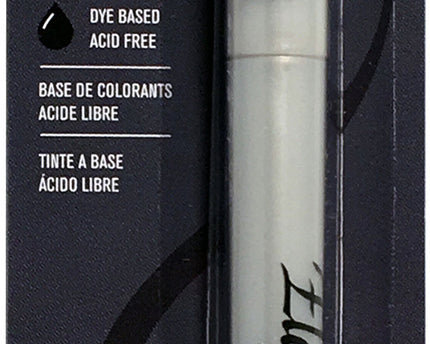 DYE BASED
ACID FREE
BASE DE COLORANTS
ACIDE LIBRE
TINTE A BASE
ÁCIDO LIBRE